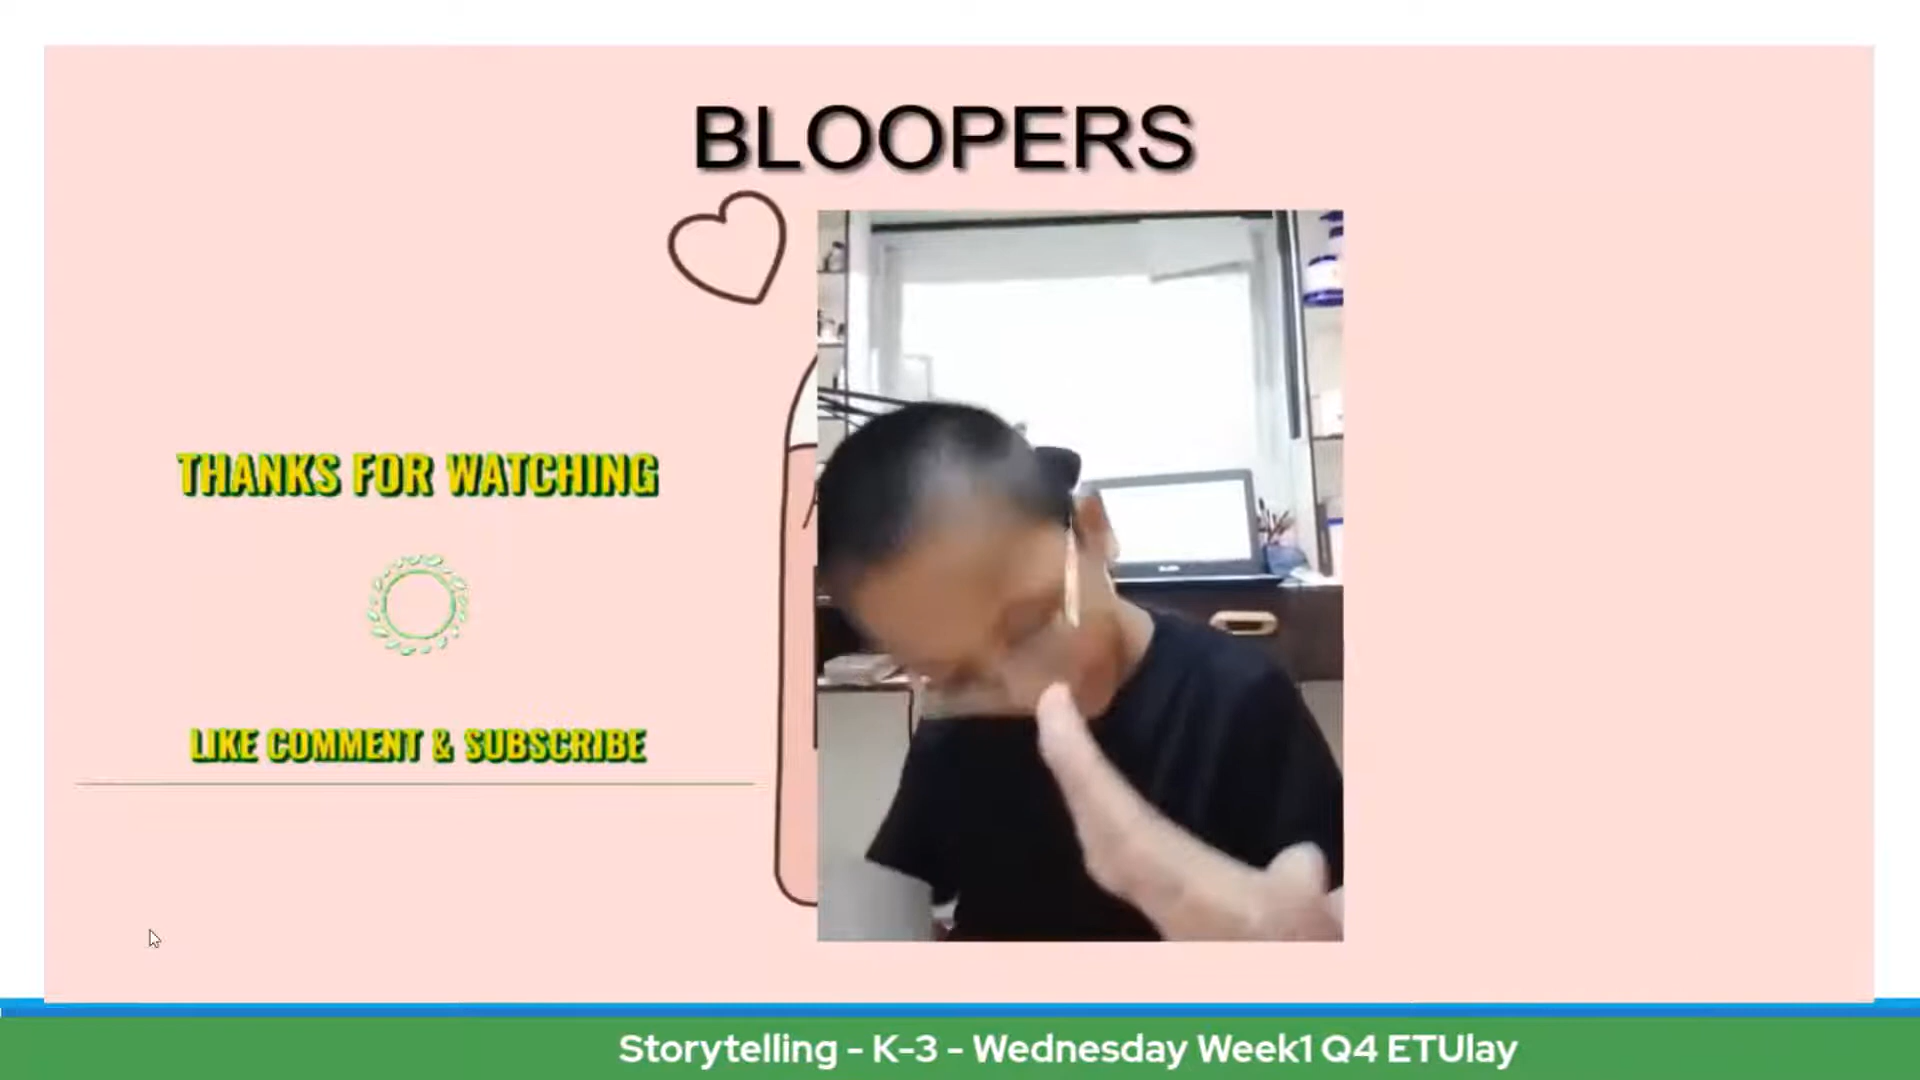 BLOOPERS
THANKS FOR WATCHING
LIKE COMMENT & SUBSCRIBE
Storytelling - K-3 - Wednesday Week1 Q4 ETUlay